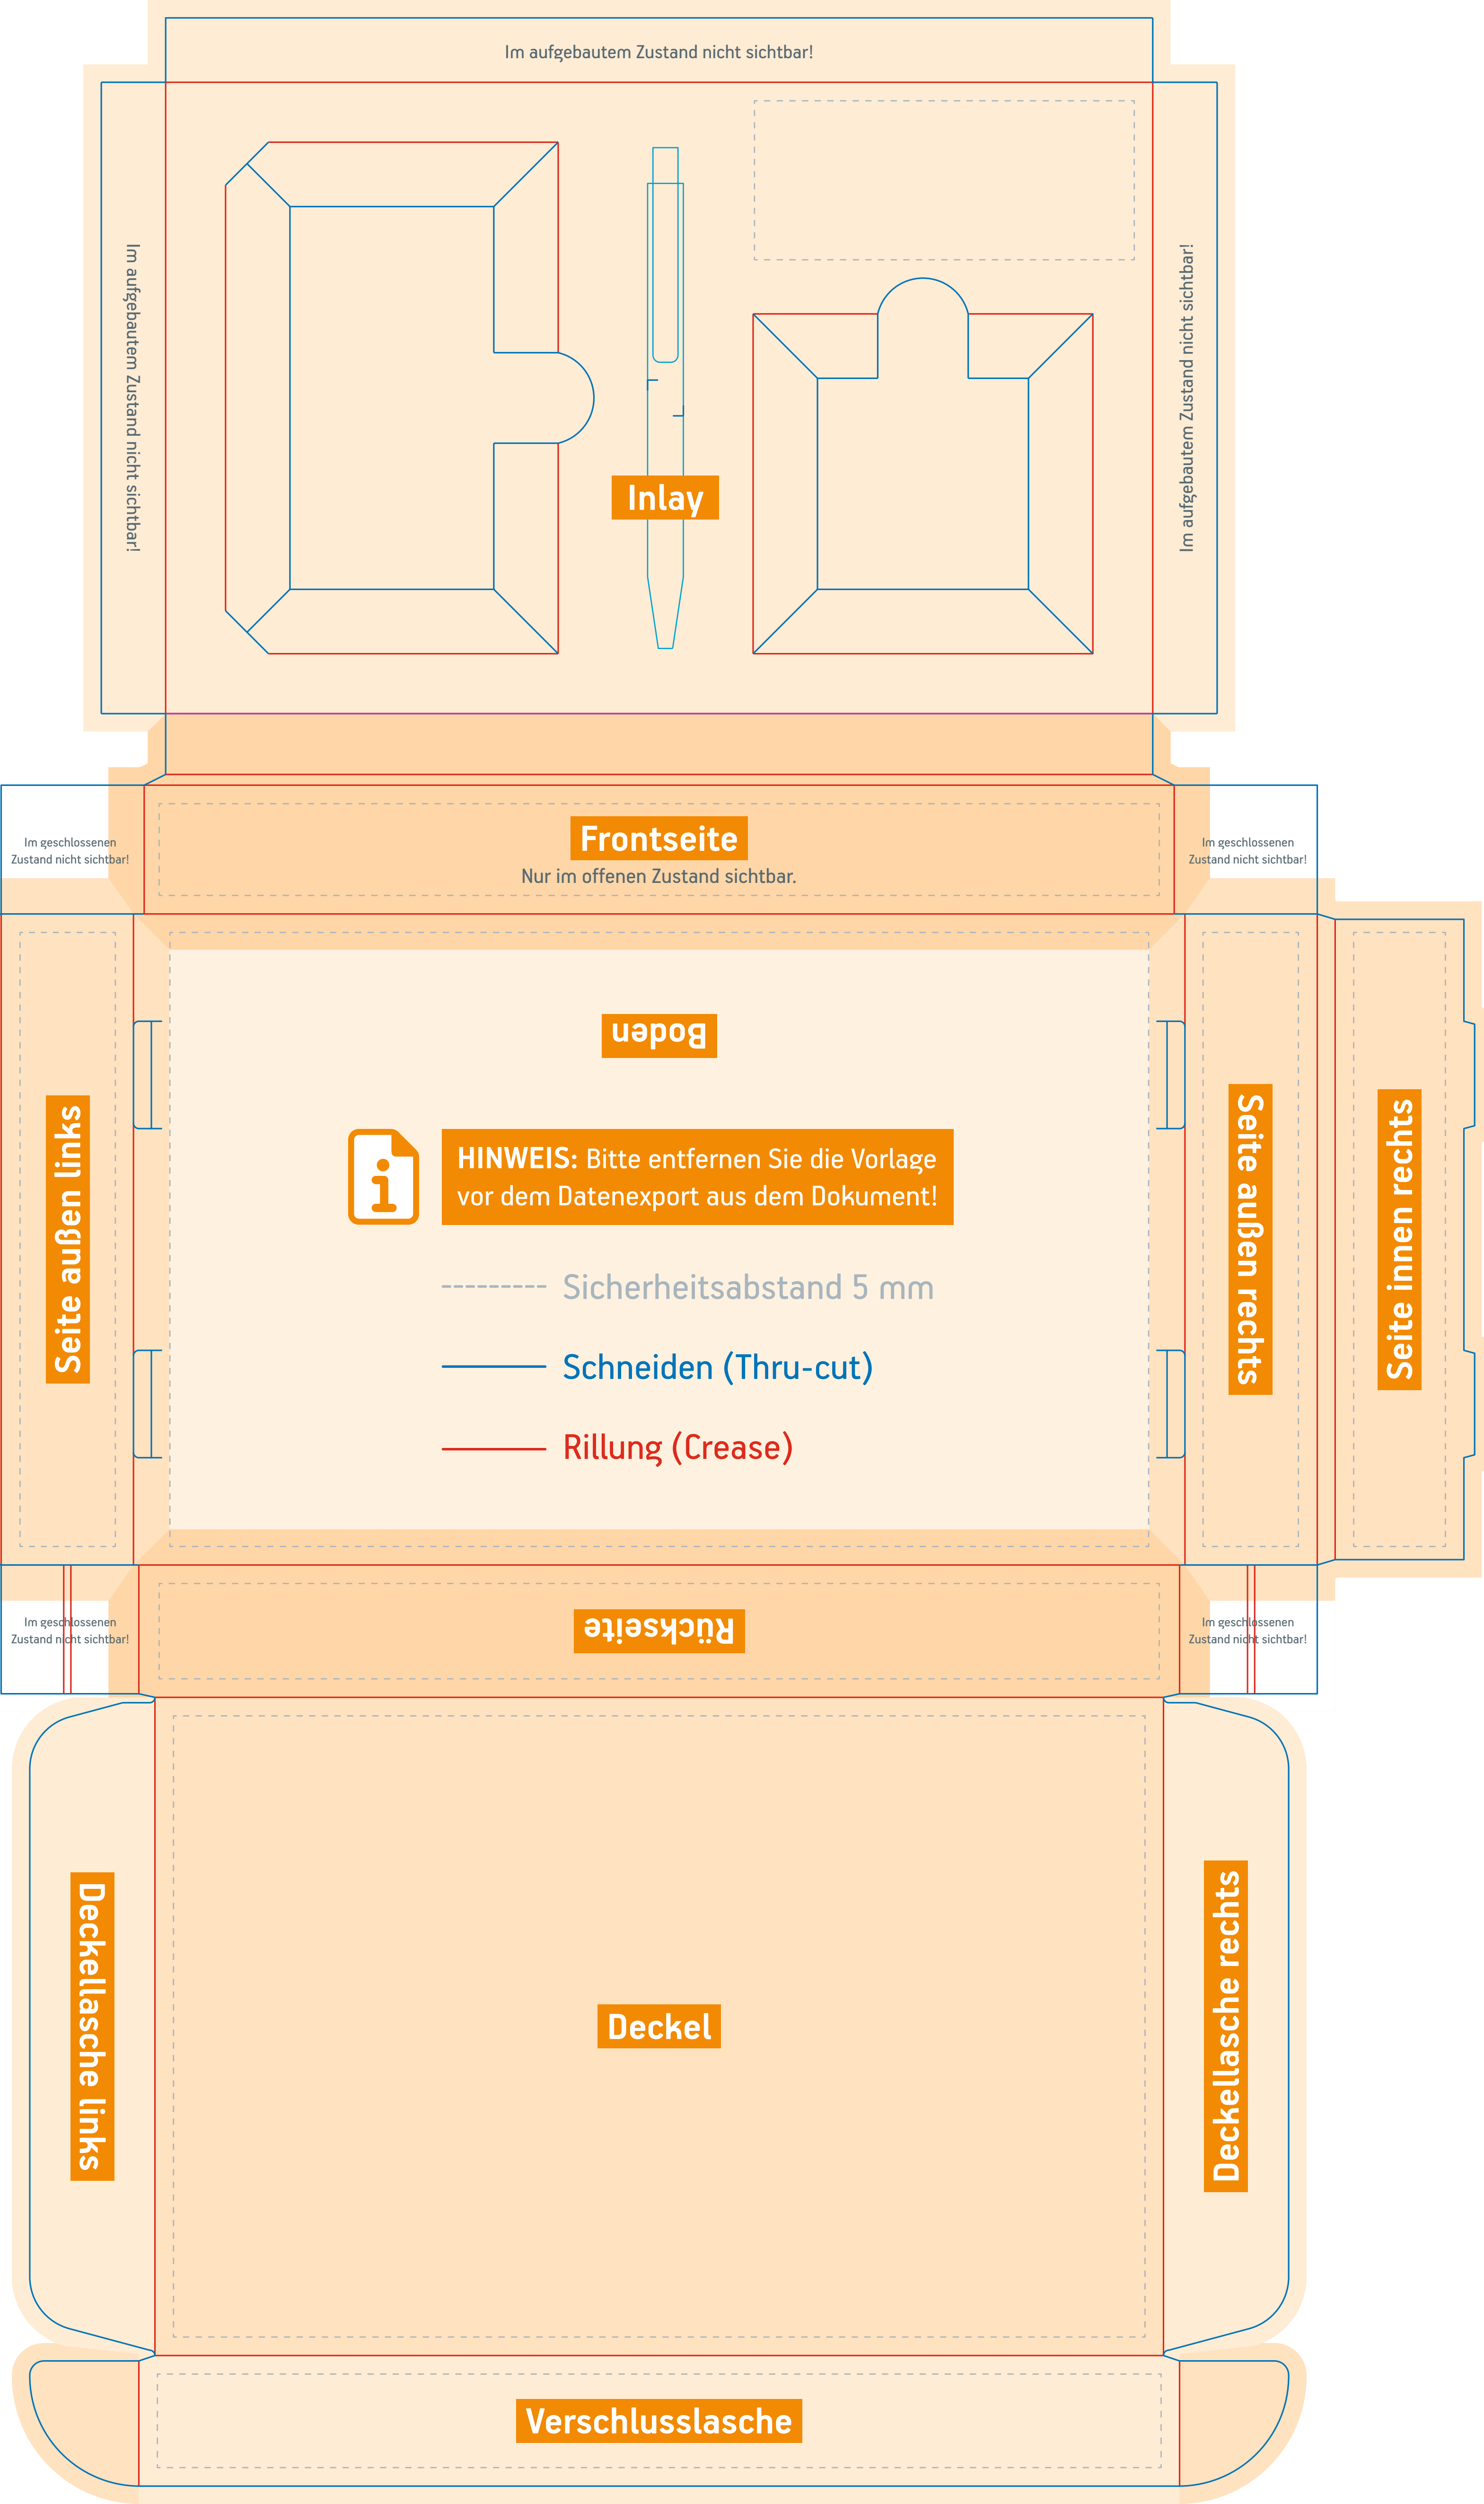 Im aufgebautem Zustand nicht sichtbar!
Im aufgebautem Zustand nicht sichtbar!
Im aufgebautem Zustand nicht sichtbar!
Inlay
Frontseite
Nur im offenen Zustand sichtbar.
Im geschlossenen
Zustand nicht sichtbar!
Im geschlossenen
Zustand nicht sichtbar!
Boden
HINWEIS: Bitte entfernen Sie die Vorlage
vor dem Datenexport aus dem Dokument!
Sicherheitsabstand 5 mm
Schneiden (Thru-cut)
Rillung (Crease)
Seite außen links
Seite außen rechts
Seite innen rechts
Rückseite
Im geschlossenen
Zustand nicht sichtbar!
Im geschlossenen
Zustand nicht sichtbar!
Deckellasche links
Deckel
Deckellasche rechts
Verschlusslasche